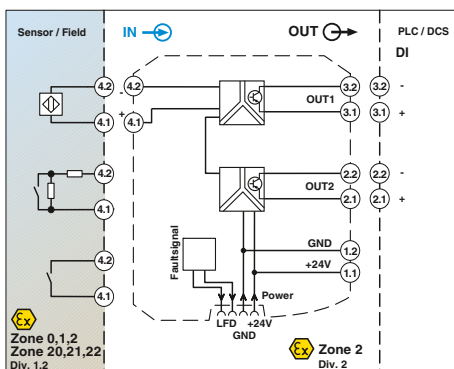 Sensor / Field
IN
OUT
PLC / DCS
DI
4.2
4.2
-
3.2
3.2
-
OUT1
4.1
+
4.1
3.1
3.1
+
4.2
2.2
2.2
-
OUT2
4.1
2.1
2.1
+
GND
1.2
4.2
Faultsignal
+24V
1.1
4.1
Power
LFD
+24V
GND
Ex
Zone 0,1,2
Zone 20,21,22
Div. 1,2
Ex
Zone 2
Div. 2